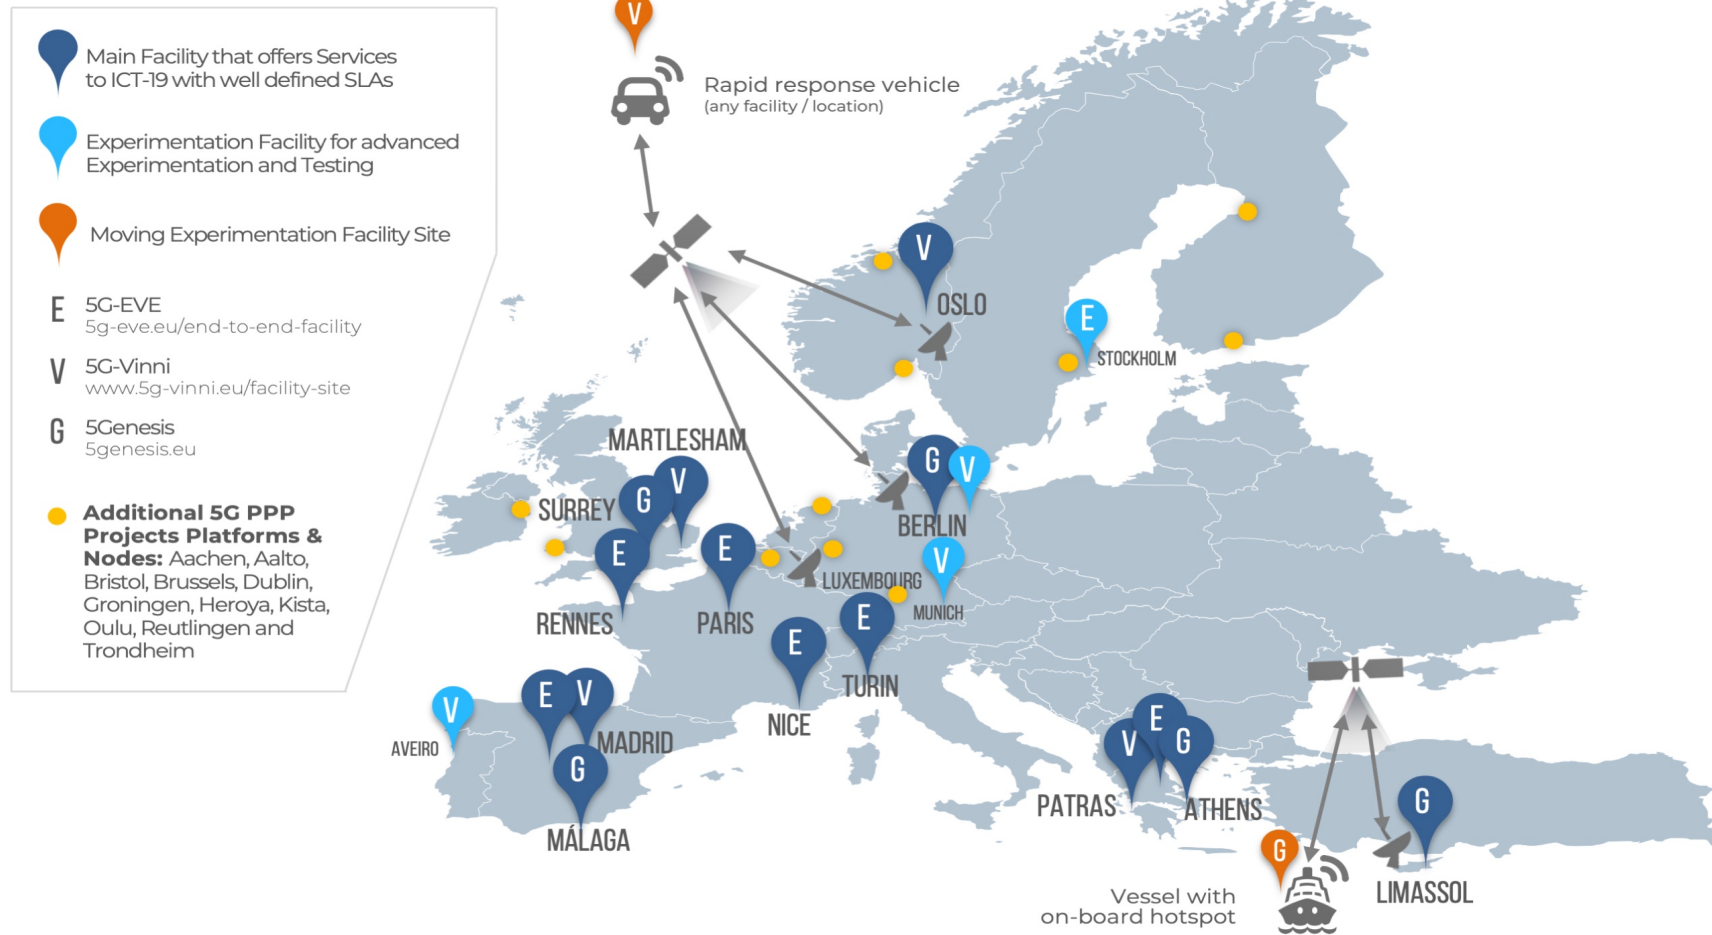 Main Facility that offers Services
to ICT-19 with well defined SLAs
Experimentation Facility for advanced
Experimentation and Testing
Moving Experimentation Facility Site
E 5G-EVE
5g-eve.eu/end-to-end-facility
V 5G-Vinni
www.5g-vinni.eu/facility-site
G 5Genesis
5genesis.eu
Additional 5G PPP
Projects Platforms &
Nodes: Aachen, Aalto,
Bristol, Brussels, Dublin,
Groningen, Heroya, Kista,
Oulu, Reutlingen and
Trondheim
V
Rapid response vehicle
(any facility / location)
V
OSLO
E
STOCKHOLM
MARTLESHAM
V
G
SURREY
G
V
BERLIN
E
RENNES
E
PARIS
LUXEMBOURG
V
MUNICH
E
TURIN
E
NICE
V
AVEIRO
E
V
MADRID
G
MÁLAGA
V
E
G
PATRAS
ATHENS
G
LIMASSOL
G
Vessel with
on-board hotspot